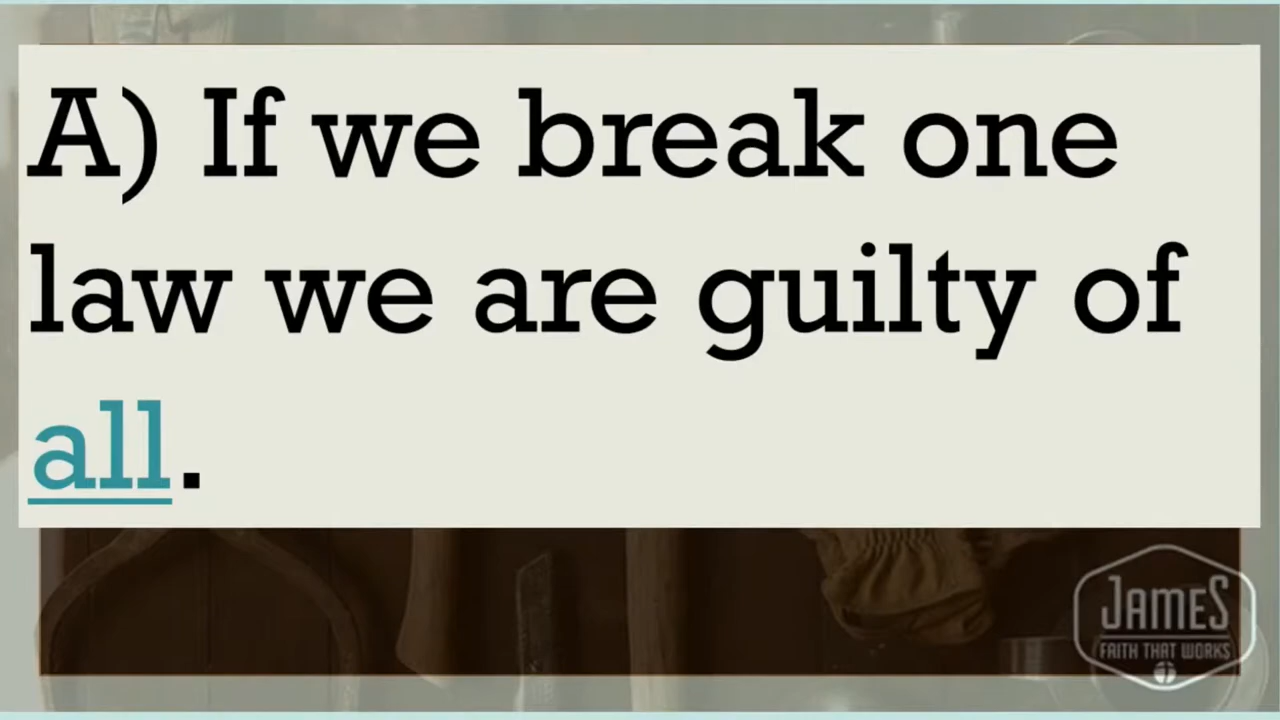 A) If we break one
law we are guilty of
all.
JAMES
FAITH THAT WORKS